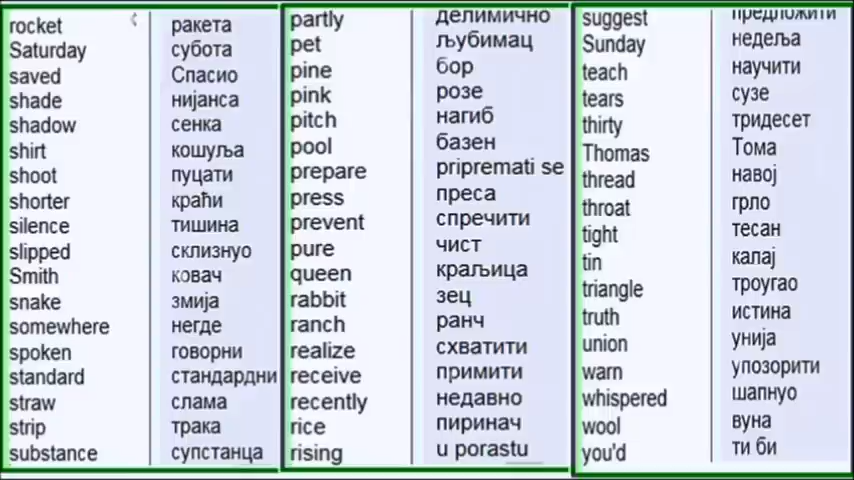 rocket ракета
Saturday субота
saved Спасио
shade нијанса
shadow сенка
shirt кошуља
shoot пуцати
shorter краћи
silence тишина
slipped склизнуо
Smith ковач
snake змија
somewhere негде
spoken говорни
standard стандардни
straw слама
strip трака
substance супстанца
partly делимично
pet љубимац
pine бор
pink розе
pitch нагиб
pool базен
prepare pripremati se
press преса
prevent спречити
pure чист
queen краљица
rabbit зец
ranch ранч
realize схватити
receive примити
recently недавно
rice пиринач
rising u porastu
suggest предложити
Sunday недеља
teach научити
tears сузе
thirty тридесет
Thomas Тома
thread навој
throat грло
tight тесан
tin калај
triangle троугао
truth истина
union унија
warn упозорити
whispered шапнуо
wool вуна
you'd ти би